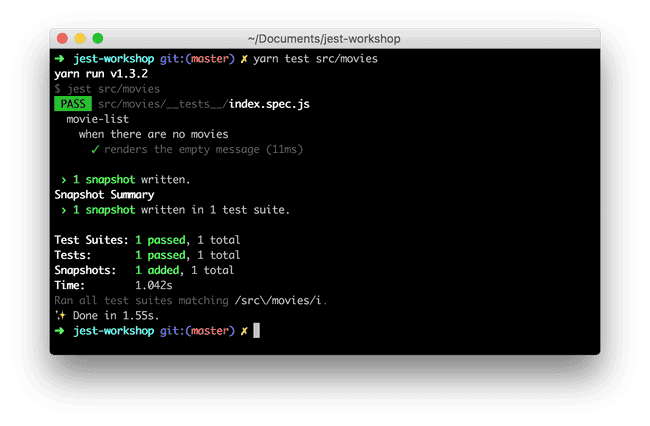 ~/Documents/jest-workshop
➜ jest-workshop git:(master) ✗ yarn test src/movies
yarn run v1.3.2
$ jest src/movies
PASS src/movies/__tests__/index.spec.js
movie-list
when there are no movies
✓ renders the empty message (11ms)
› 1 snapshot written.
Snapshot Summary
› 1 snapshot written in 1 test suite.
Test Suites: 1 passed, 1 total
Tests: 1 passed, 1 total
Snapshots: 1 added, 1 total
Time: 1.042s
Ran all test suites matching /src\/movies/i.
✨ Done in 1.55s.
➜ jest-workshop git:(master) ✗